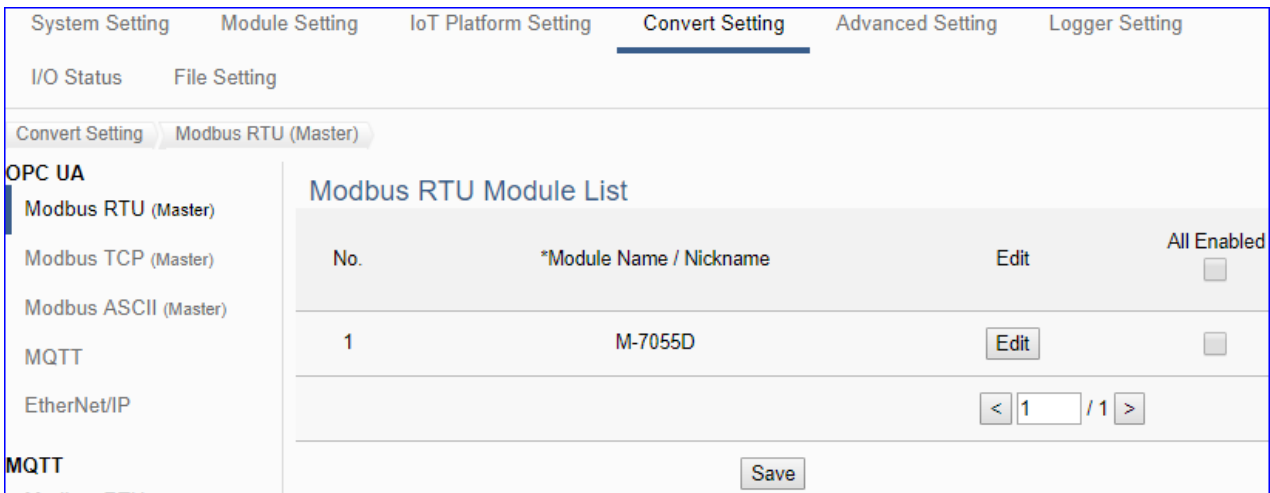 System Setting Module Setting IoT Platform Setting Convert Setting Advanced Setting Logger Setting
I/O Status File Setting
Convert Setting Modbus RTU (Master)
OPC UA
Modbus RTU (Master)
Modbus TCP (Master)
Modbus ASCII (Master)
MQTT
EtherNet/IP
MQTT
Modbus RTU Module List
No. *Module Name / Nickname Edit All Enabled
1 M-7055D Edit
< 1 / 1 >
Save